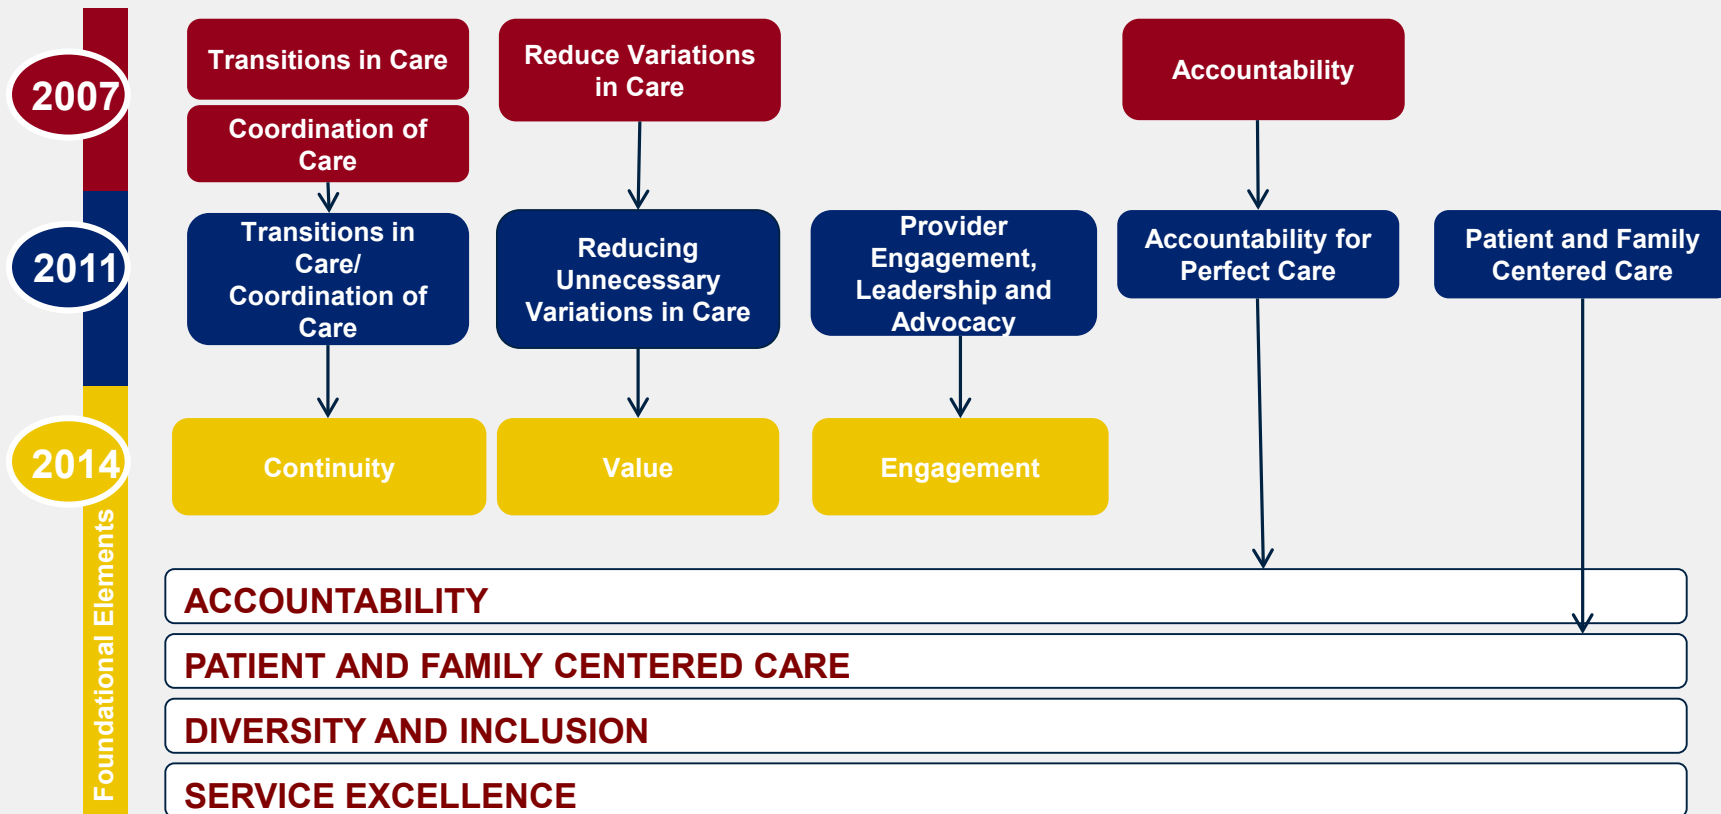 2007
Transitions in Care
Coordination of
Care
Reduce Variations
in Care
Accountability
2011
Transitions in
Care/
Coordination of
Care
Reducing
Unnecessary
Variations in Care
Provider
Engagement,
Leadership and
Advocacy
Accountability for
Perfect Care
Patient and Family
Centered Care
2014
Continuity
Value
Engagement
Foundational Elements
ACCOUNTABILITY
PATIENT AND FAMILY CENTERED CARE
DIVERSITY AND INCLUSION
SERVICE EXCELLENCE